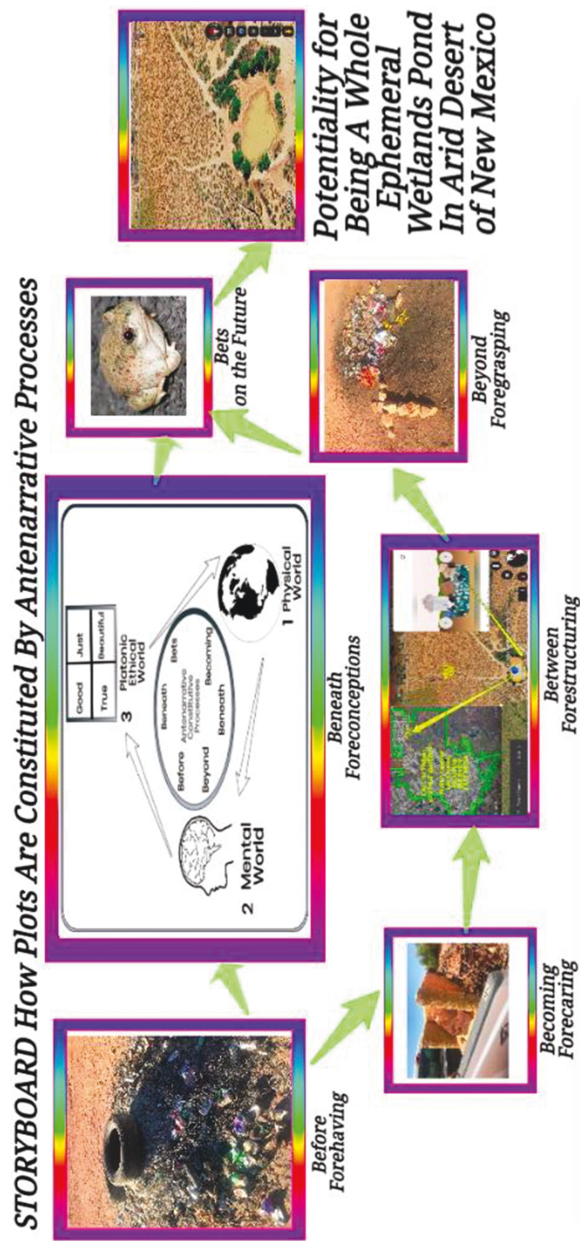 STORYBOARD How Plots Are Constituted By Antenarrative Processes
Before
Forehaving
Good
Just
True
Beautiful
3 Platonic
Ethical
World
2 Mental
World
1 Physical
World
Beneath
Before
Bets
Antenarrative
Constitutive
Processes
Beyond
Becoming
Beneath
Beneath
Foreconceptions
Bets
on the Future
Becoming
Forecaring
Between
Forestructuring
Beyond
Foregrasping
Potentiality for
Being A Whole
Ephemeral
Wetlands Pond
In Arid Desert
of New Mexico